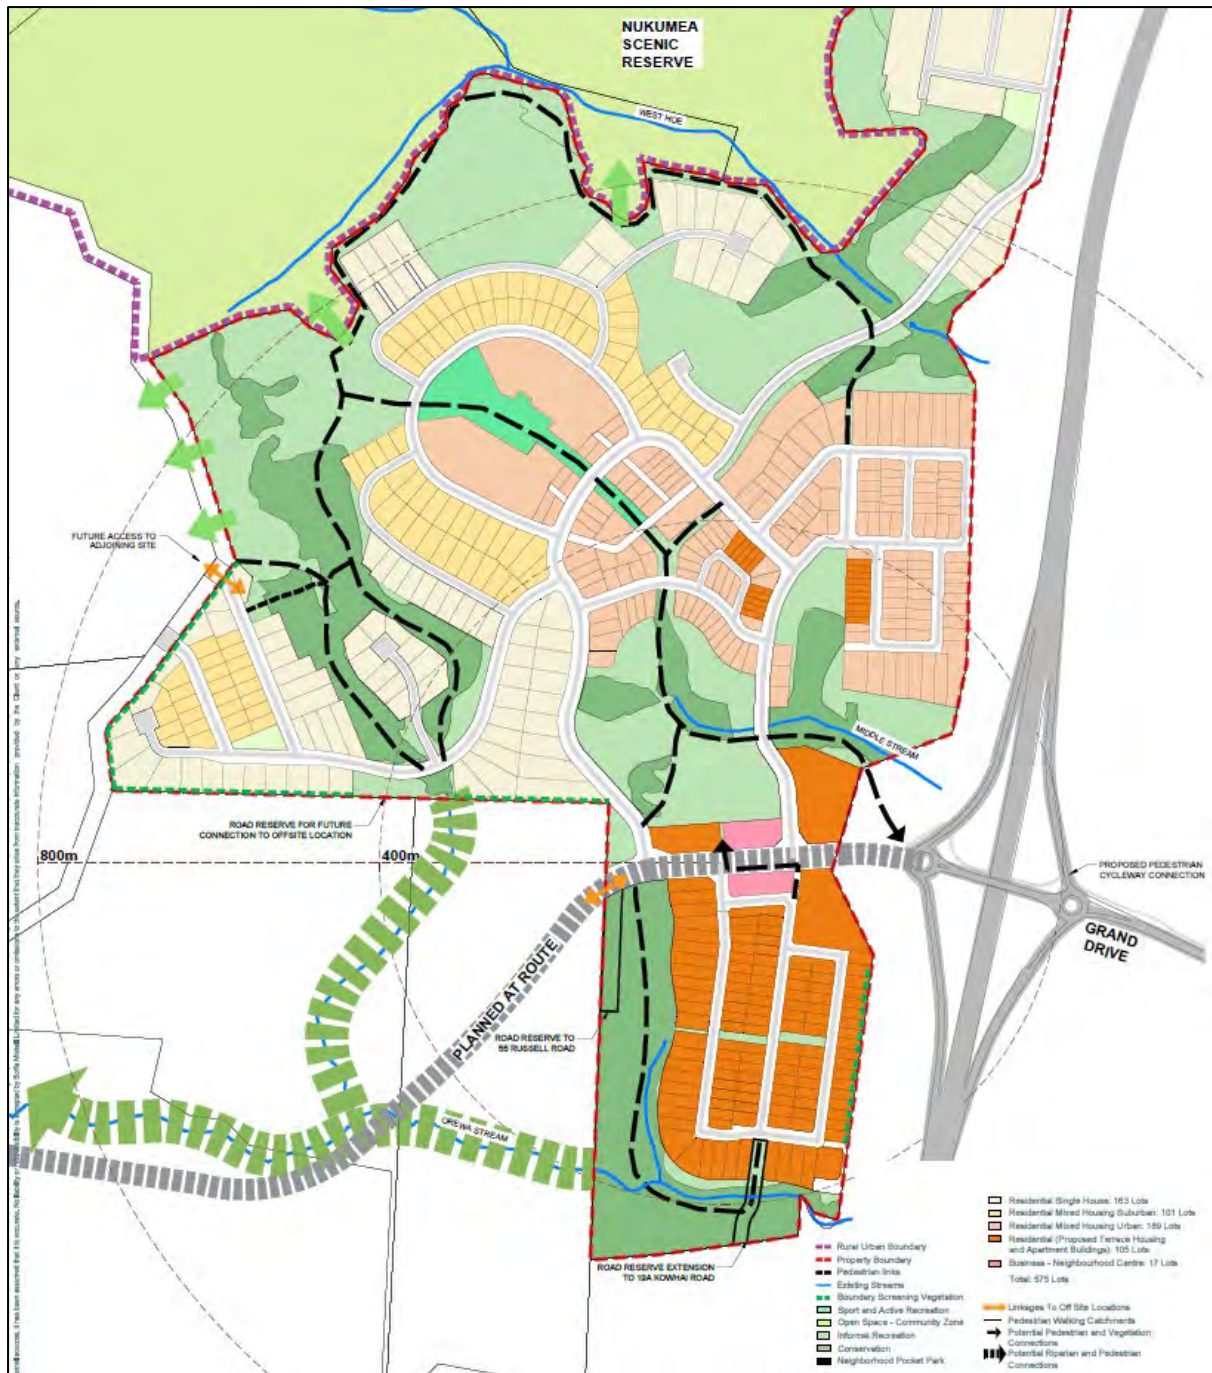 NUKUMEA
SCENIC
RESERVE
WEST HOE
FUTURE ACCESS TO
ADJOINING SITE
MIDDLE STREAM
ROAD RESERVE FOR FUTURE
CONNECTION TO OFFSITE LOCATION
800m
400m
PROPOSED PEDESTRIAN
CYCLEWAY CONNECTION
GRAND
DRIVE
PLANNED AT ROUTE
ROAD RESERVE TO
55 RUSSELL ROAD
OREWA STREAM
ROAD RESERVE EXTENSION
TO 19A KOWHAI ROAD
Rural Urban Boundary
Property Boundary
Pedestrian links
Existing Streams
Boundary Screening Vegetation
Sport and Active Recreation
Open Space - Community Zone
Informal Recreation
Conservation
Neighborhood Pocket Park
Residential Single House: 163 Lots
Residential Mixed Housing Suburban: 101 Lots
Residential Mixed Housing Urban: 189 Lots
Residential (Proposed Terrace Housing
and Apartment Buildings): 105 Lots
Business - Neighbourhood Centre: 17 Lots
Total: 575 Lots
Linkages To Off Site Locations
Pedestrian Walking Catchments
Potential Pedestrian and Vegetation
Connections
Potential Riparian and Pedestrian
Connections